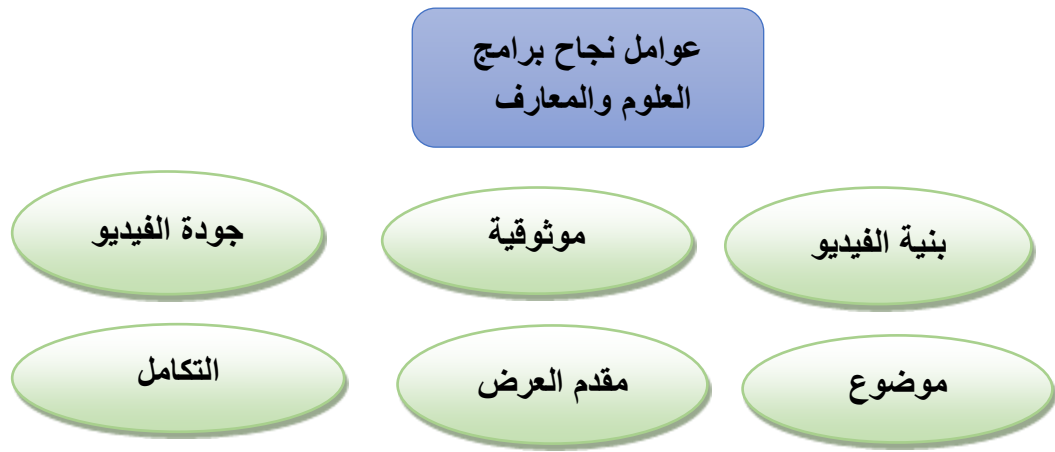 عوامل نجاح برامج
العلوم والمعارف
بنية الفيديو
موثوقية
جودة الفيديو
موضوع
مقدم العرض
التكامل